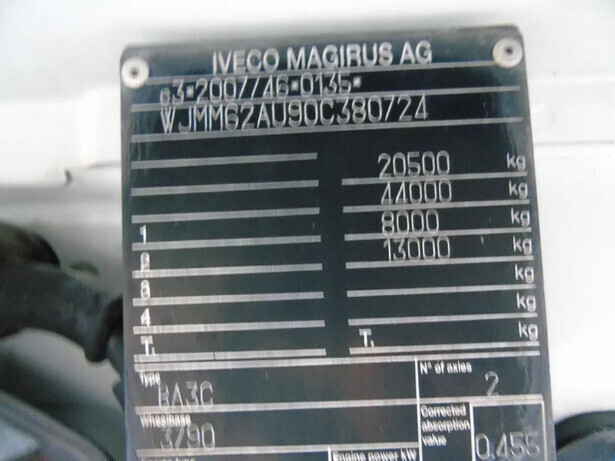 IVECO MAGIRUS AG
e3*2007/46*0135*
WJMM62AU90C380724
20500 kg
44000 kg
1 8000 kg
2 13000 kg
3 kg
4 kg
T. T. kg
Type N° of axles
BA3C 2
Wheelbase Corrected absorption value
3790 0.455
Engine power kW